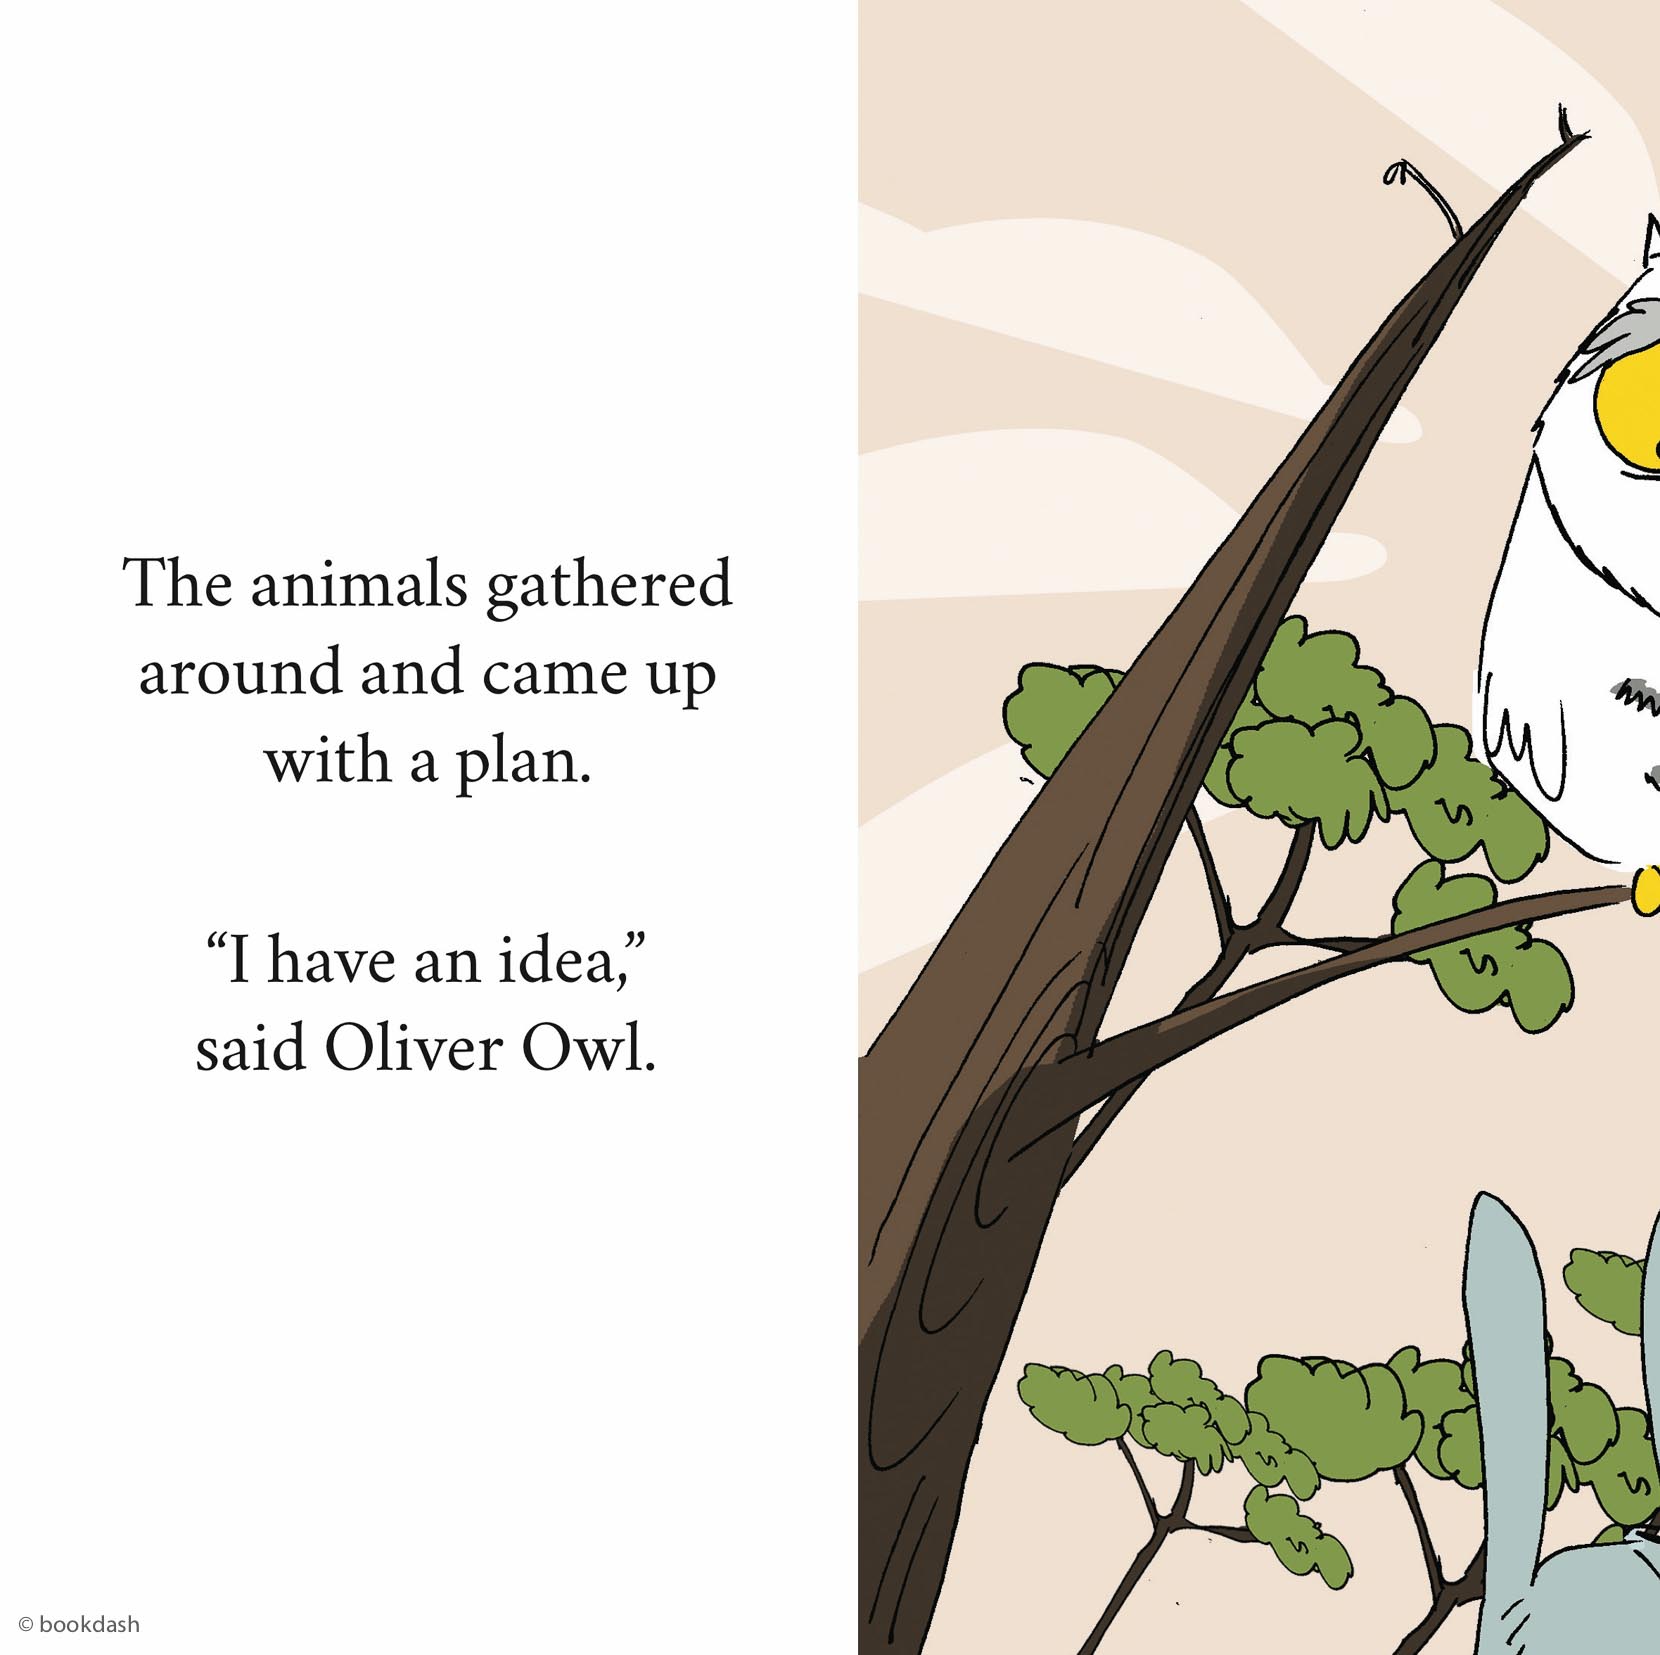 The animals gathered
around and came up
with a plan.
“I have an idea,”
said Oliver Owl.
© bookdash